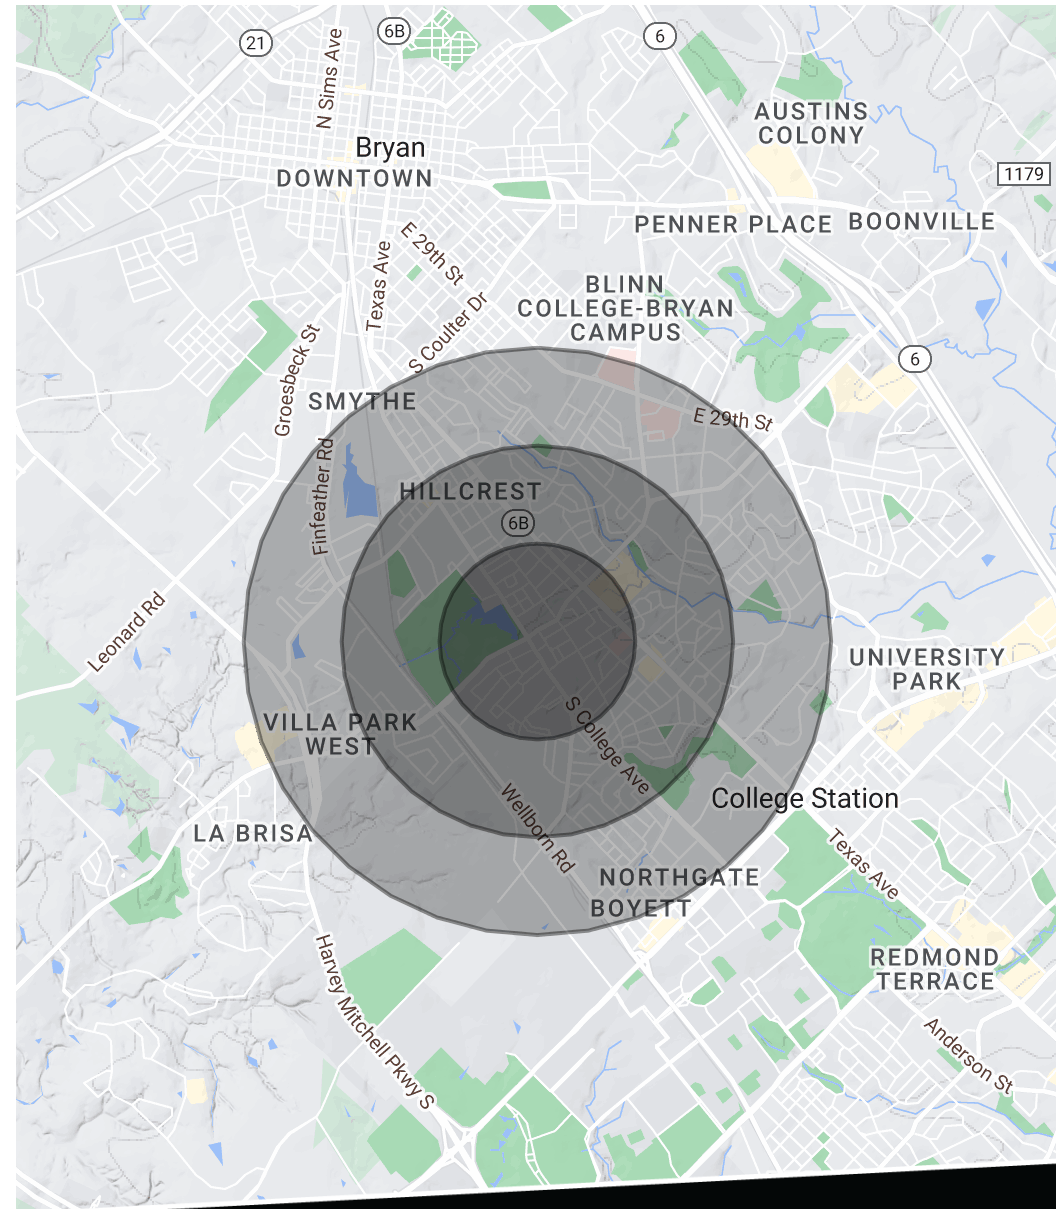 21
6B
6
N Sims Ave
AUSTINS
COLONY
Bryan
DOWNTOWN
1179
PENNER PLACE
BOONVILLE
E 29th St
Texas Ave
BLINN
COLLEGE-BRYAN
CAMPUS
S Coulter Dr
Groesbeck St
6
SMYTHE
E 29th St
Finfeather Rd
HILLCREST
6B
Leonard Rd
UNIVERSITY
PARK
VILLA PARK
WEST
S College Ave
College Station
Wellborn Rd
LA BRISA
Texas Ave
NORTHGATE
BOYETT
REDMOND
TERRACE
Harvey Mitchell Pkwy S
Anderson St